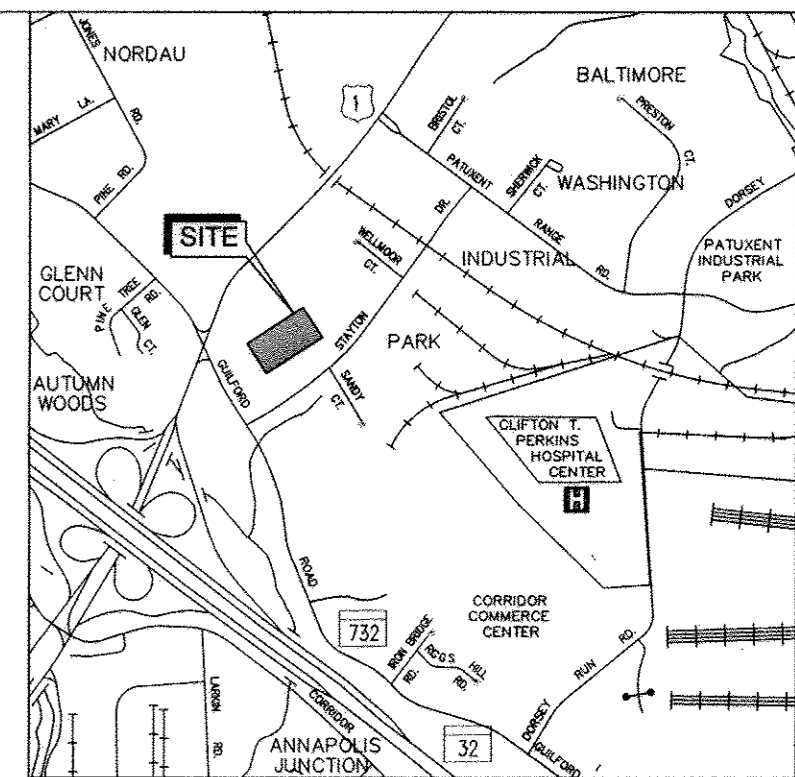 JONES
RD.
NORDAU
MARY LA.
PINE RD.
1
BRISTOL
CT.
BALTIMORE
PRESTON
CT.
PATUXENT
RANGE
RD.
SHERWICK
CT.
WASHINGTON
DORSEY
DR.
SITE
WELLMOOR
CT.
INDUSTRIAL
PATUXENT
INDUSTRIAL
PARK
GLENN
COURT
PINE TREE RD.
GLEN
CT.
STAYTON
PARK
GUILFORD
SANDY
CT.
AUTUMN
WOODS
CLIFTON T.
PERKINS
HOSPITAL
CENTER
H
ROAD
732
CORRIDOR
COMMERCE
CENTER
IRON BRIDGE
RD.
RIGGS HILL
RD.
DORSEY
RUN
RD.
LARKIN
RD.
CORRIDOR
ANNAPOLIS
JUNCTION
32
GUILFORD